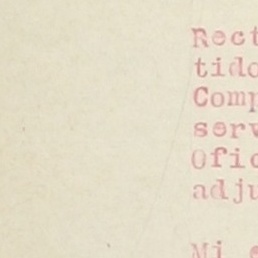 Rect
tido
Comp
serv
Ofic
adju
Mi e